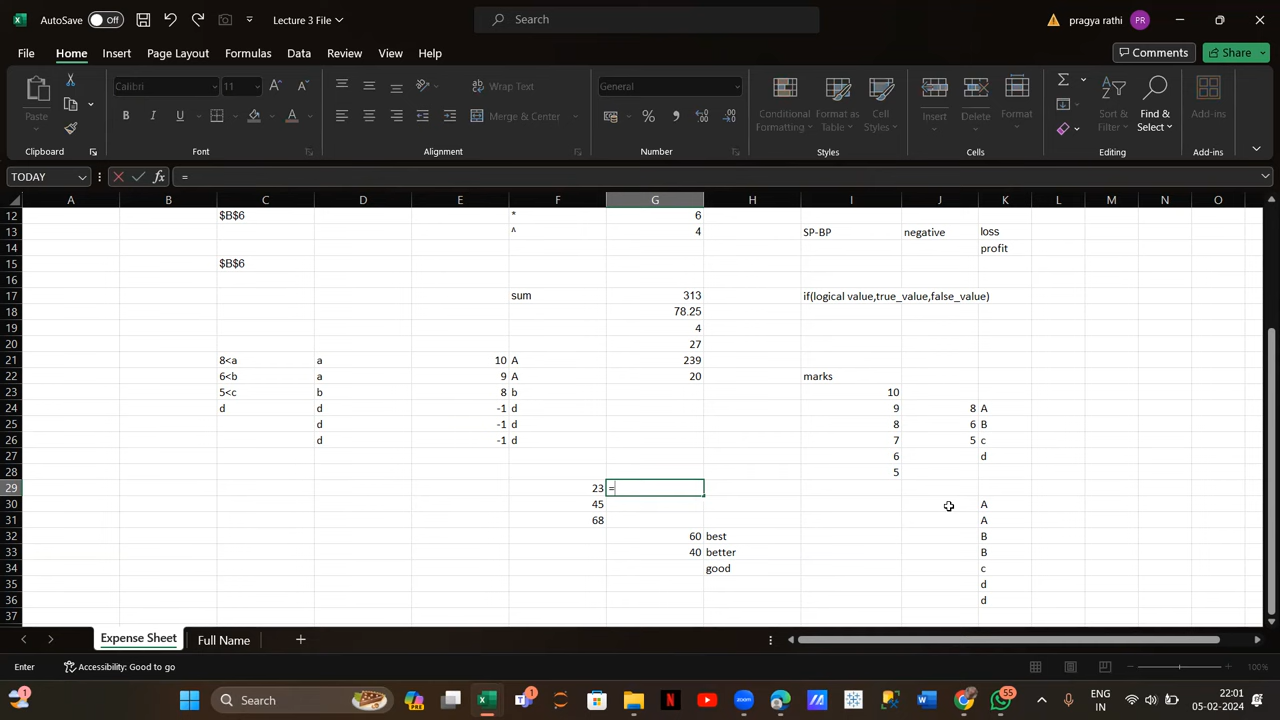 AutoSave Off Lecture 3 File Search pragya rathi PR
File Home Insert Page Layout Formulas Data Review View Help Comments Share
Paste Calibri 11 Wrap Text General Conditional Formatting Format as Table Cell Styles Insert Delete Format Sort & Filter Find & Select Add-ins
B I U A Merge & Center % 
Clipboard Font Alignment Number Styles Cells Editing Add-ins
TODAY fx =
A B C D E F G H I J K L M N O
12 $B$6 * 6
13 ^ 4 SP-BP negative loss
14 profit
15 $B$6
16
17 sum 313 if(logical value,true_value,false_value)
18 78.25
19 4
20 27
21 8<a a 10 A 239
22 6<b a 9 A 20 marks
23 5<c b 8 b 10
24 d d -1 d 9 8 A
25 d -1 d 8 6 B
26 d -1 d 7 5 c
27 6 d
28 5
29 23 =
30 45 A
31 68 A
32 60 best B
33 40 better B
34 good c
35 d
36 d
37
Expense Sheet Full Name
Enter Accessibility: Good to go 100%
1 Search PRE 1 zoom W 55 ENG IN 22:01 05-02-2024